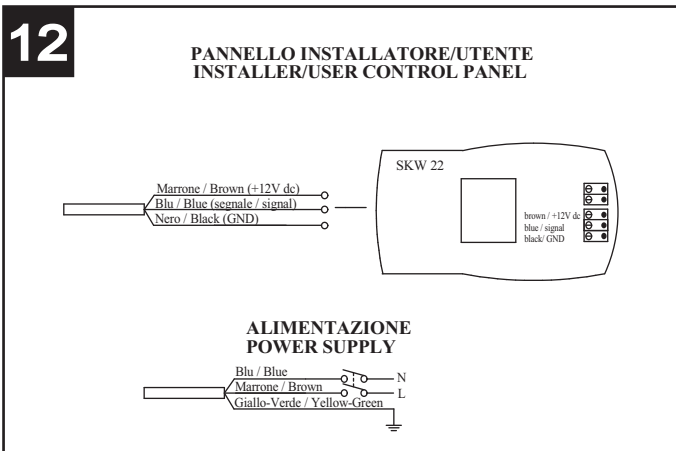 12
PANNELLO INSTALLATORE/UTENTE
INSTALLER/USER CONTROL PANEL
SKW 22
Marrone / Brown (+12V dc)
Blu / Blue (segnale / signal)
Nero / Black (GND)
brown / +12V dc
blue / signal
black/ GND
ALIMENTAZIONE
POWER SUPPLY
Blu / Blue
N
Marrone / Brown
L
Giallo-Verde / Yellow-Green